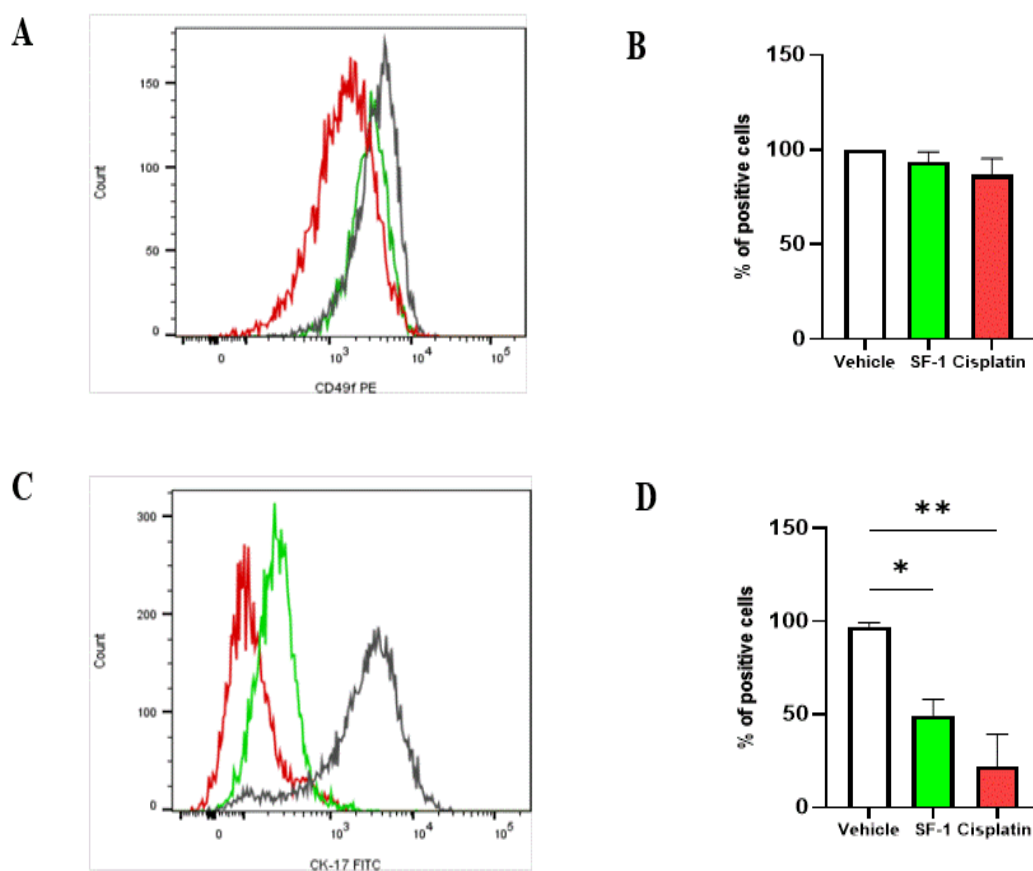 A
150
100
50
0
Count
0 10³ 10⁴ 10⁵
CD49f PE
B
150
100
50
0
% of positive cells
Vehicle SF-1 Cisplatin
C
300
200
100
0
Count
0 10³ 10⁴ 10⁵
CK-17 FITC
D
**
*
150
100
50
0
% of positive cells
Vehicle SF-1 Cisplatin